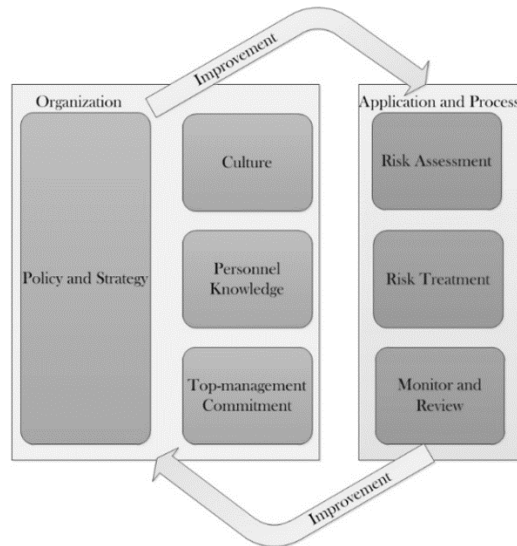 Improvement
Organization
Policy and Strategy
Culture
Personnel
Knowledge
Top-management
Commitment
Application and Process
Risk Assessment
Risk Treatment
Monitor and
Review
Improvement